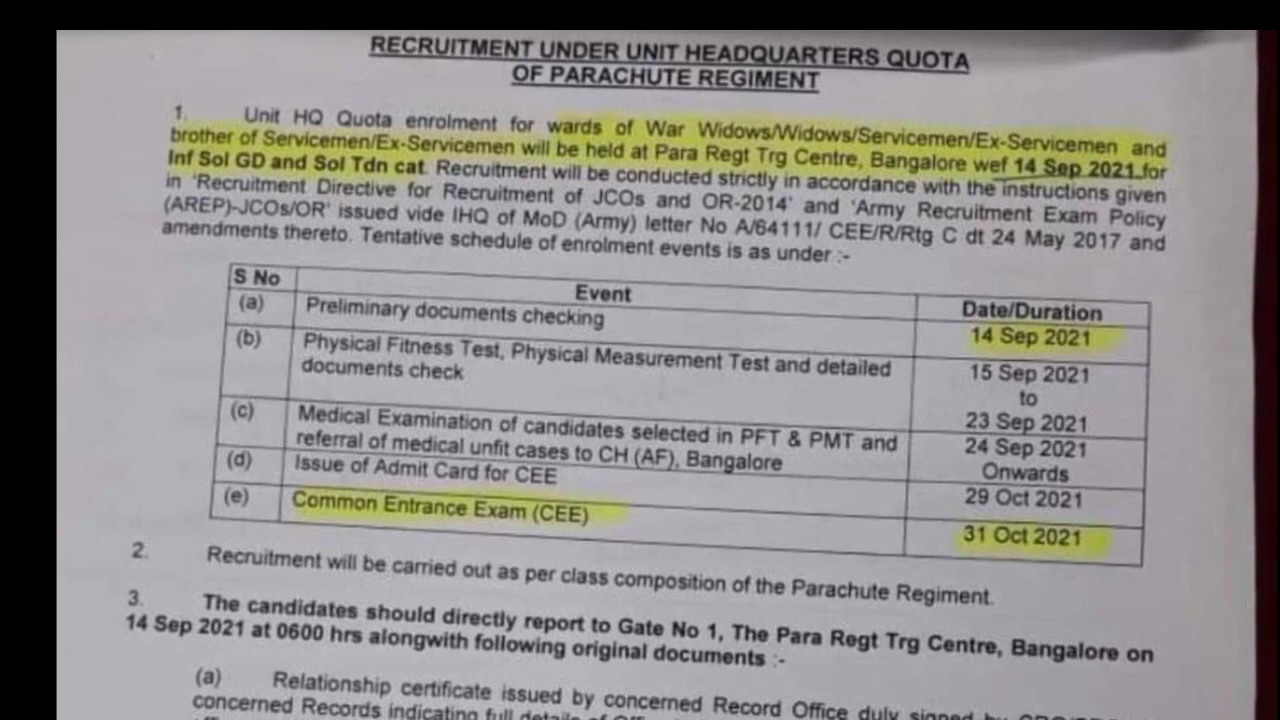 RECRUITMENT UNDER UNIT HEADQUARTERS QUOTA
OF PARACHUTE REGIMENT
1. Unit HQ Quota enrolment for wards of War Widows/Widows/Servicemen/Ex-Servicemen and
brother of Servicemen/Ex-Servicemen will be held at Para Regt Trg Centre, Bangalore wef 14 Sep 2021 for
Inf Sol GD and Sol Tdn cat. Recruitment will be conducted strictly in accordance with the instructions given
in 'Recruitment Directive for Recruitment of JCOs and OR-2014' and 'Army Recruitment Exam Policy
(AREP)-JCOs/OR' issued vide IHQ of MoD (Army) letter No A/64111/ CEE/R/Rtg C dt 24 May 2017 and
amendments thereto. Tentative schedule of enrolment events is as under :-
S No Event Date/Duration
(a) Preliminary documents checking 14 Sep 2021
(b) Physical Fitness Test, Physical Measurement Test and detailed 15 Sep 2021
documents check to
23 Sep 2021
(c) Medical Examination of candidates selected in PFT & PMT and 24 Sep 2021
referral of medical unfit cases to CH (AF), Bangalore Onwards
(d) Issue of Admit Card for CEE 29 Oct 2021
(e) Common Entrance Exam (CEE) 31 Oct 2021
2. Recruitment will be carried out as per class composition of the Parachute Regiment.
3. The candidates should directly report to Gate No 1, The Para Regt Trg Centre, Bangalore on
14 Sep 2021 at 0600 hrs alongwith following original documents :-
(a) Relationship certificate issued by concerned Record Office duly signed by
concerned Records indicating full details of